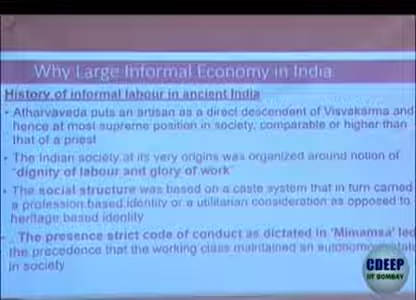 Why Large Informal Economy in India
History of informal labour in ancient India
• Atharvaveda puts an artisan as a direct descendent of Visvakarma and
hence at most supreme position in society, comparable or higher than
that of a priest
• The Indian society at its very origins was organized around notion of
"dignity of labour and glory of work"
• The social structure was based on a caste system that in turn carried
a profession based identity or a utilitarian consideration as opposed to
heritage based identity
• . The presence strict code of conduct as dictated in 'Mimamsa' led
the precedence that the working class maintained an autonomous
in society
CDEEP
IIT BOMBAY